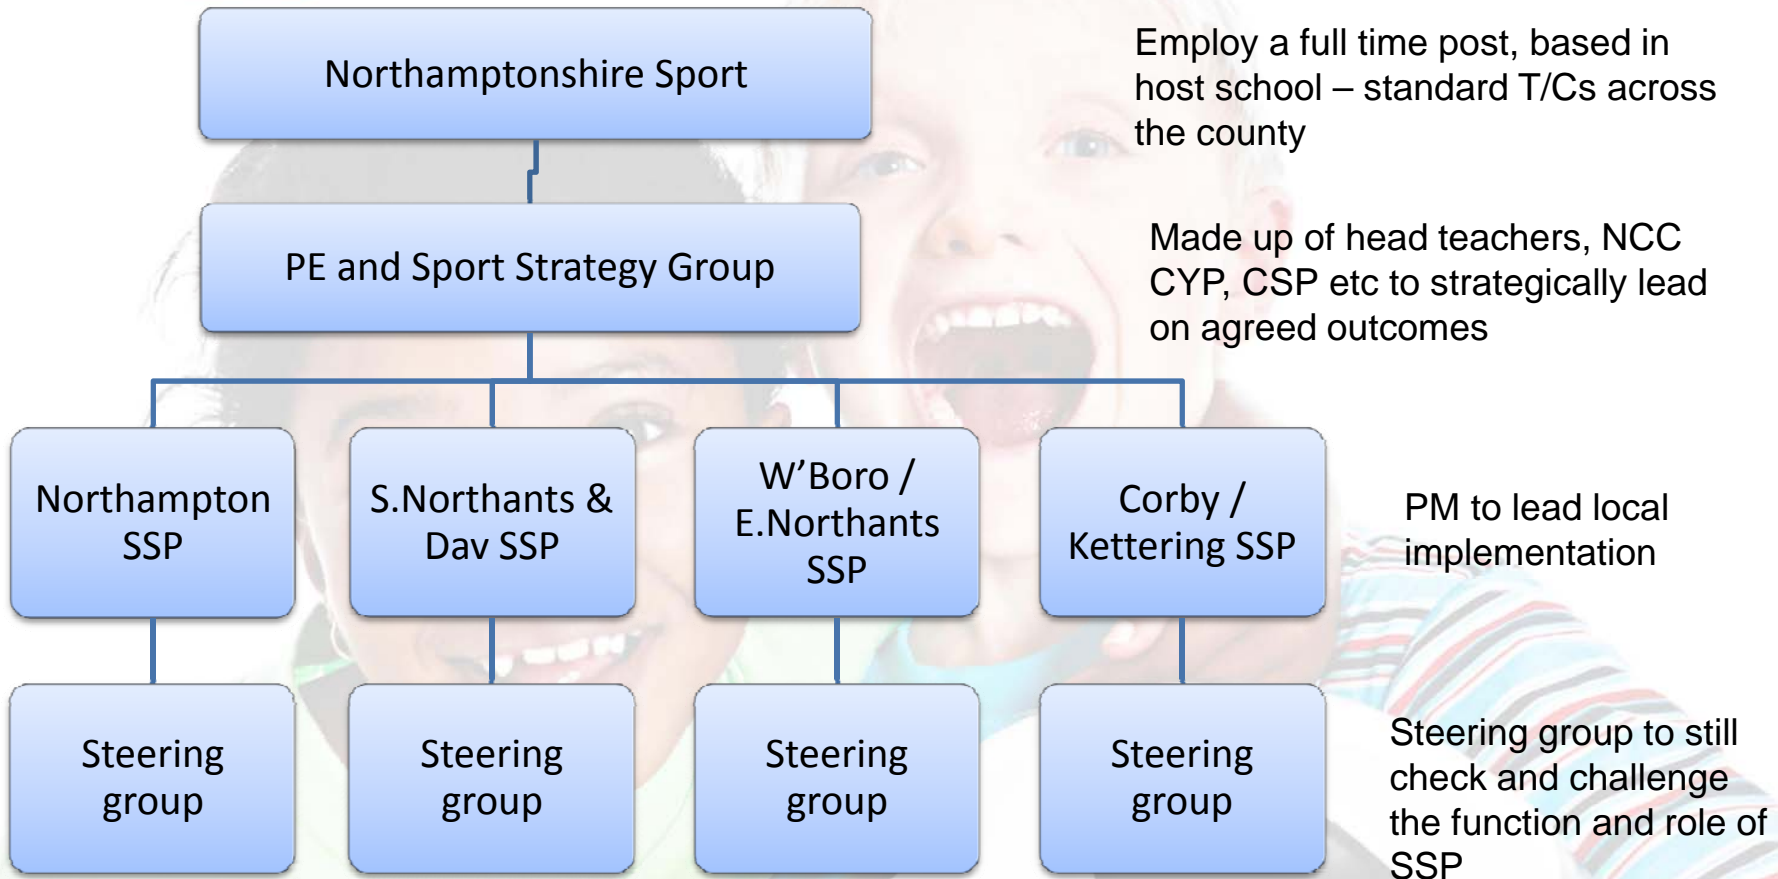 Northamptonshire Sport
Employ a full time post, based in
host school – standard T/Cs across
the county
PE and Sport Strategy Group
Made up of head teachers, NCC
CYP, CSP etc to strategically lead
on agreed outcomes
Northampton
SSP
S.Northants &
Dav SSP
W’Boro /
E.Northants
SSP
Corby /
Kettering SSP
PM to lead local
implementation
Steering
group
Steering
group
Steering
group
Steering
group
Steering group to still
check and challenge
the function and role of
SSP